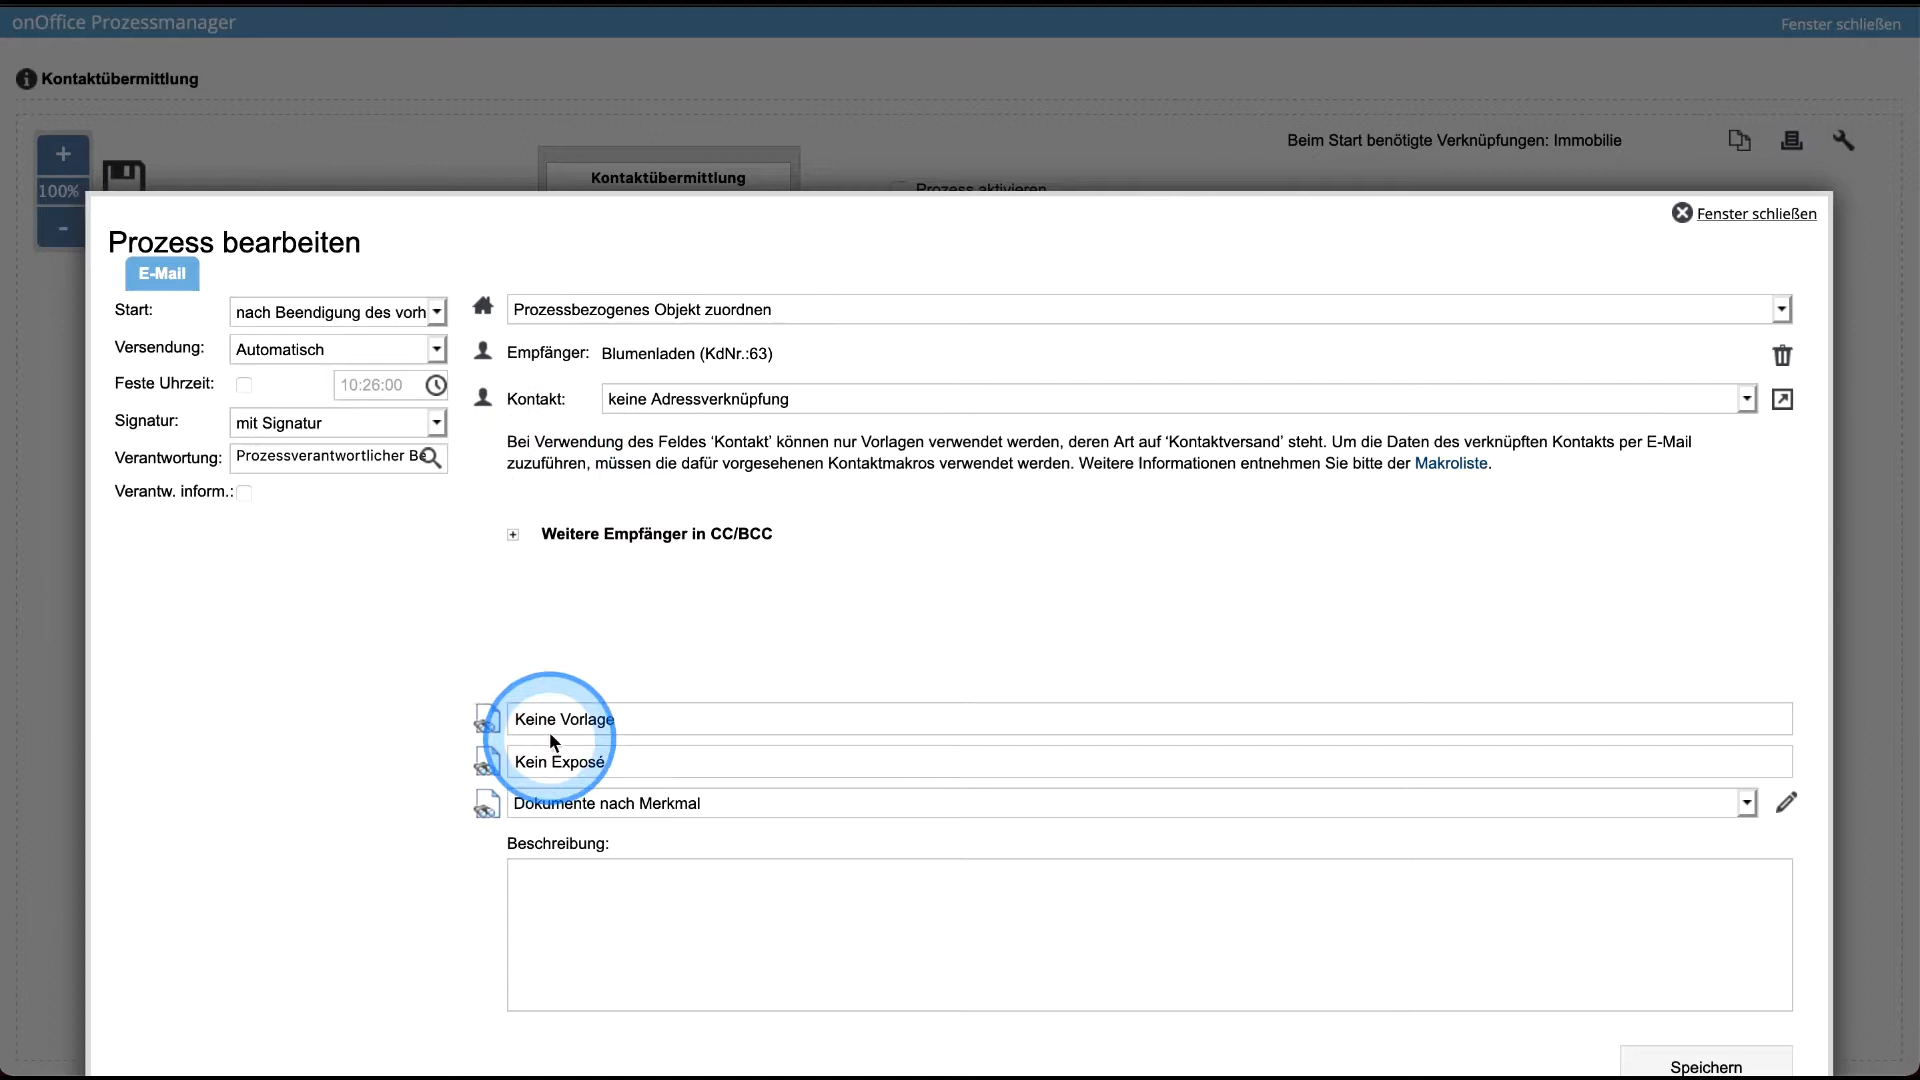 onOffice Prozessmanager
Fenster schließen
Kontaktübermittlung
Beim Start benötigte Verknüpfungen: Immobilie
+
100%
-
Kontaktübermittlung
Prozess aktivieren
Fenster schließen
Prozess bearbeiten
E-Mail
Start: nach Beendigung des vorh
Prozessbezogenes Objekt zuordnen
Versendung: Automatisch
Empfänger: Blumenladen (KdNr.:63)
Feste Uhrzeit: 10:26:00
Kontakt: keine Adressverknüpfung
Signatur: mit Signatur
Bei Verwendung des Feldes ‘Kontakt’ können nur Vorlagen verwendet werden, deren Art auf ‘Kontaktversand’ steht. Um die Daten des verknüpften Kontakts per E-Mail
zuzuführen, müssen die dafür vorgesehenen Kontaktmakros verwendet werden. Weitere Informationen entnehmen Sie bitte der Makroliste.
Verantwortung: Prozessverantwortlicher Be
Verantw. inform.:
Weitere Empfänger in CC/BCC
Keine Vorlage
Kein Exposé
Dokumente nach Merkmal
Beschreibung:
Speichern